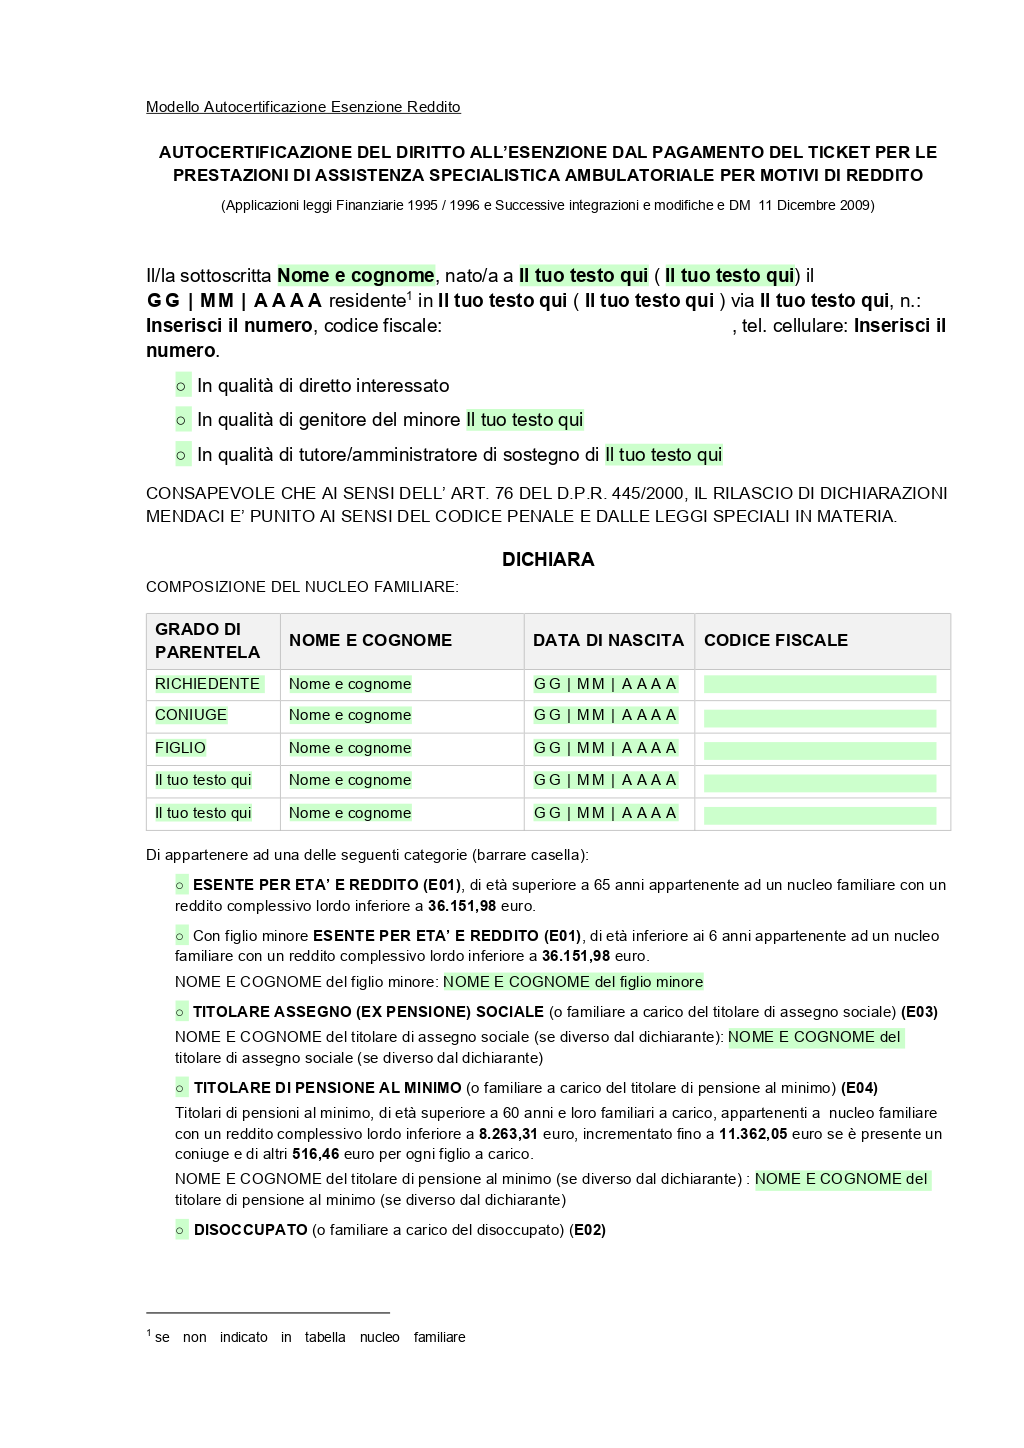 Modello Autocertificazione Esenzione Reddito
AUTOCERTIFICAZIONE DEL DIRITTO ALL’ESENZIONE DAL PAGAMENTO DEL TICKET PER LE
PRESTAZIONI DI ASSISTENZA SPECIALISTICA AMBULATORIALE PER MOTIVI DI REDDITO
(Applicazioni leggi Finanziarie 1995 / 1996 e Successive integrazioni e modifiche e DM 11 Dicembre 2009)
Il/la sottoscritta Nome e cognome, nato/a a Il tuo testo qui ( Il tuo testo qui) il
GG | MM | AAAA residente¹ in Il tuo testo qui ( Il tuo testo qui ) via Il tuo testo qui, n.:
Inserisci il numero, codice fiscale: , tel. cellulare: Inserisci il
numero.
○ In qualità di diretto interessato
○ In qualità di genitore del minore Il tuo testo qui
○ In qualità di tutore/amministratore di sostegno di Il tuo testo qui
CONSAPEVOLE CHE AI SENSI DELL’ ART. 76 DEL D.P.R. 445/2000, IL RILASCIO DI DICHIARAZIONI
MENDACI E’ PUNITO AI SENSI DEL CODICE PENALE E DALLE LEGGI SPECIALI IN MATERIA.
DICHIARA
COMPOSIZIONE DEL NUCLEO FAMILIARE:
GRADO DI PARENTELA NOME E COGNOME DATA DI NASCITA CODICE FISCALE
RICHIEDENTE Nome e cognome GG | MM | AAAA
CONIUGE Nome e cognome GG | MM | AAAA
FIGLIO Nome e cognome GG | MM | AAAA
Il tuo testo qui Nome e cognome GG | MM | AAAA
Il tuo testo qui Nome e cognome GG | MM | AAAA
Di appartenere ad una delle seguenti categorie (barrare casella):
○ ESENTE PER ETA’ E REDDITO (E01), di età superiore a 65 anni appartenente ad un nucleo familiare con un
reddito complessivo lordo inferiore a 36.151,98 euro.
○ Con figlio minore ESENTE PER ETA’ E REDDITO (E01), di età inferiore ai 6 anni appartenente ad un nucleo
familiare con un reddito complessivo lordo inferiore a 36.151,98 euro.
NOME E COGNOME del figlio minore: NOME E COGNOME del figlio minore
○ TITOLARE ASSEGNO (EX PENSIONE) SOCIALE (o familiare a carico del titolare di assegno sociale) (E03)
NOME E COGNOME del titolare di assegno sociale (se diverso dal dichiarante): NOME E COGNOME del
titolare di assegno sociale (se diverso dal dichiarante)
○ TITOLARE DI PENSIONE AL MINIMO (o familiare a carico del titolare di pensione al minimo) (E04)
Titolari di pensioni al minimo, di età superiore a 60 anni e loro familiari a carico, appartenenti a nucleo familiare
con un reddito complessivo lordo inferiore a 8.263,31 euro, incrementato fino a 11.362,05 euro se è presente un
coniuge e di altri 516,46 euro per ogni figlio a carico.
NOME E COGNOME del titolare di pensione al minimo (se diverso dal dichiarante) : NOME E COGNOME del
titolare di pensione al minimo (se diverso dal dichiarante)
○ DISOCCUPATO (o familiare a carico del disoccupato) (E02)
¹ se non indicato in tabella nucleo familiare